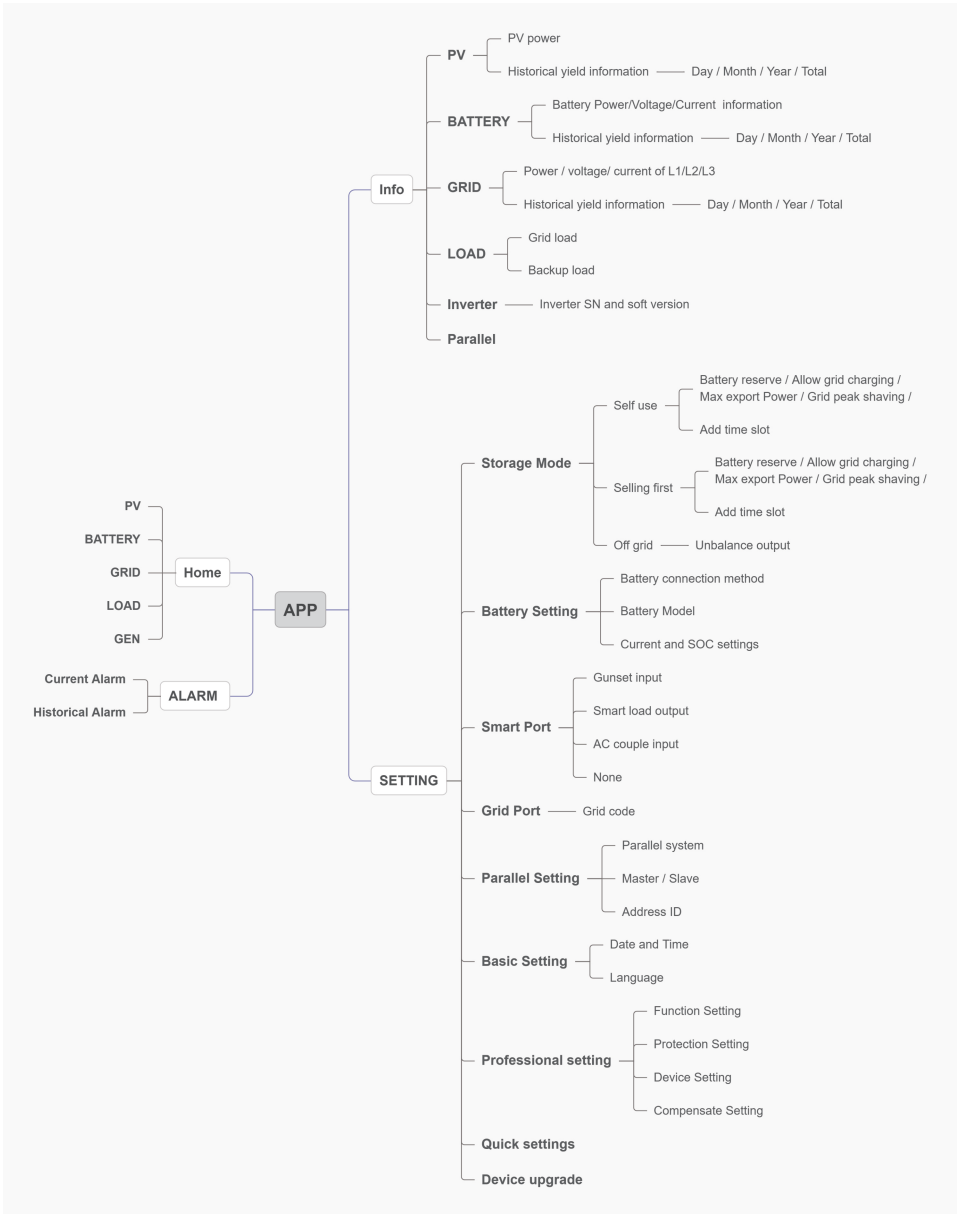 PV
PV power
Historical yield information
Day / Month / Year / Total
BATTERY
Battery Power/Voltage/Current information
Historical yield information
Day / Month / Year / Total
Info
GRID
Power / voltage/ current of L1/L2/L3
Historical yield information
Day / Month / Year / Total
LOAD
Grid load
Backup load
Inverter
Inverter SN and soft version
Parallel
Storage Mode
Self use
Battery reserve / Allow grid charging /
Max export Power / Grid peak shaving /
Add time slot
Selling first
Battery reserve / Allow grid charging /
Max export Power / Grid peak shaving /
Add time slot
Off grid
Unbalance output
PV
BATTERY
GRID
LOAD
GEN
Home
APP
Current Alarm
Historical Alarm
ALARM
Battery Setting
Battery connection method
Battery Model
Current and SOC settings
Smart Port
Gunset input
Smart load output
AC couple input
None
SETTING
Grid Port
Grid code
Parallel Setting
Parallel system
Master / Slave
Address ID
Basic Setting
Date and Time
Language
Professional setting
Function Setting
Protection Setting
Device Setting
Compensate Setting
Quick settings
Device upgrade